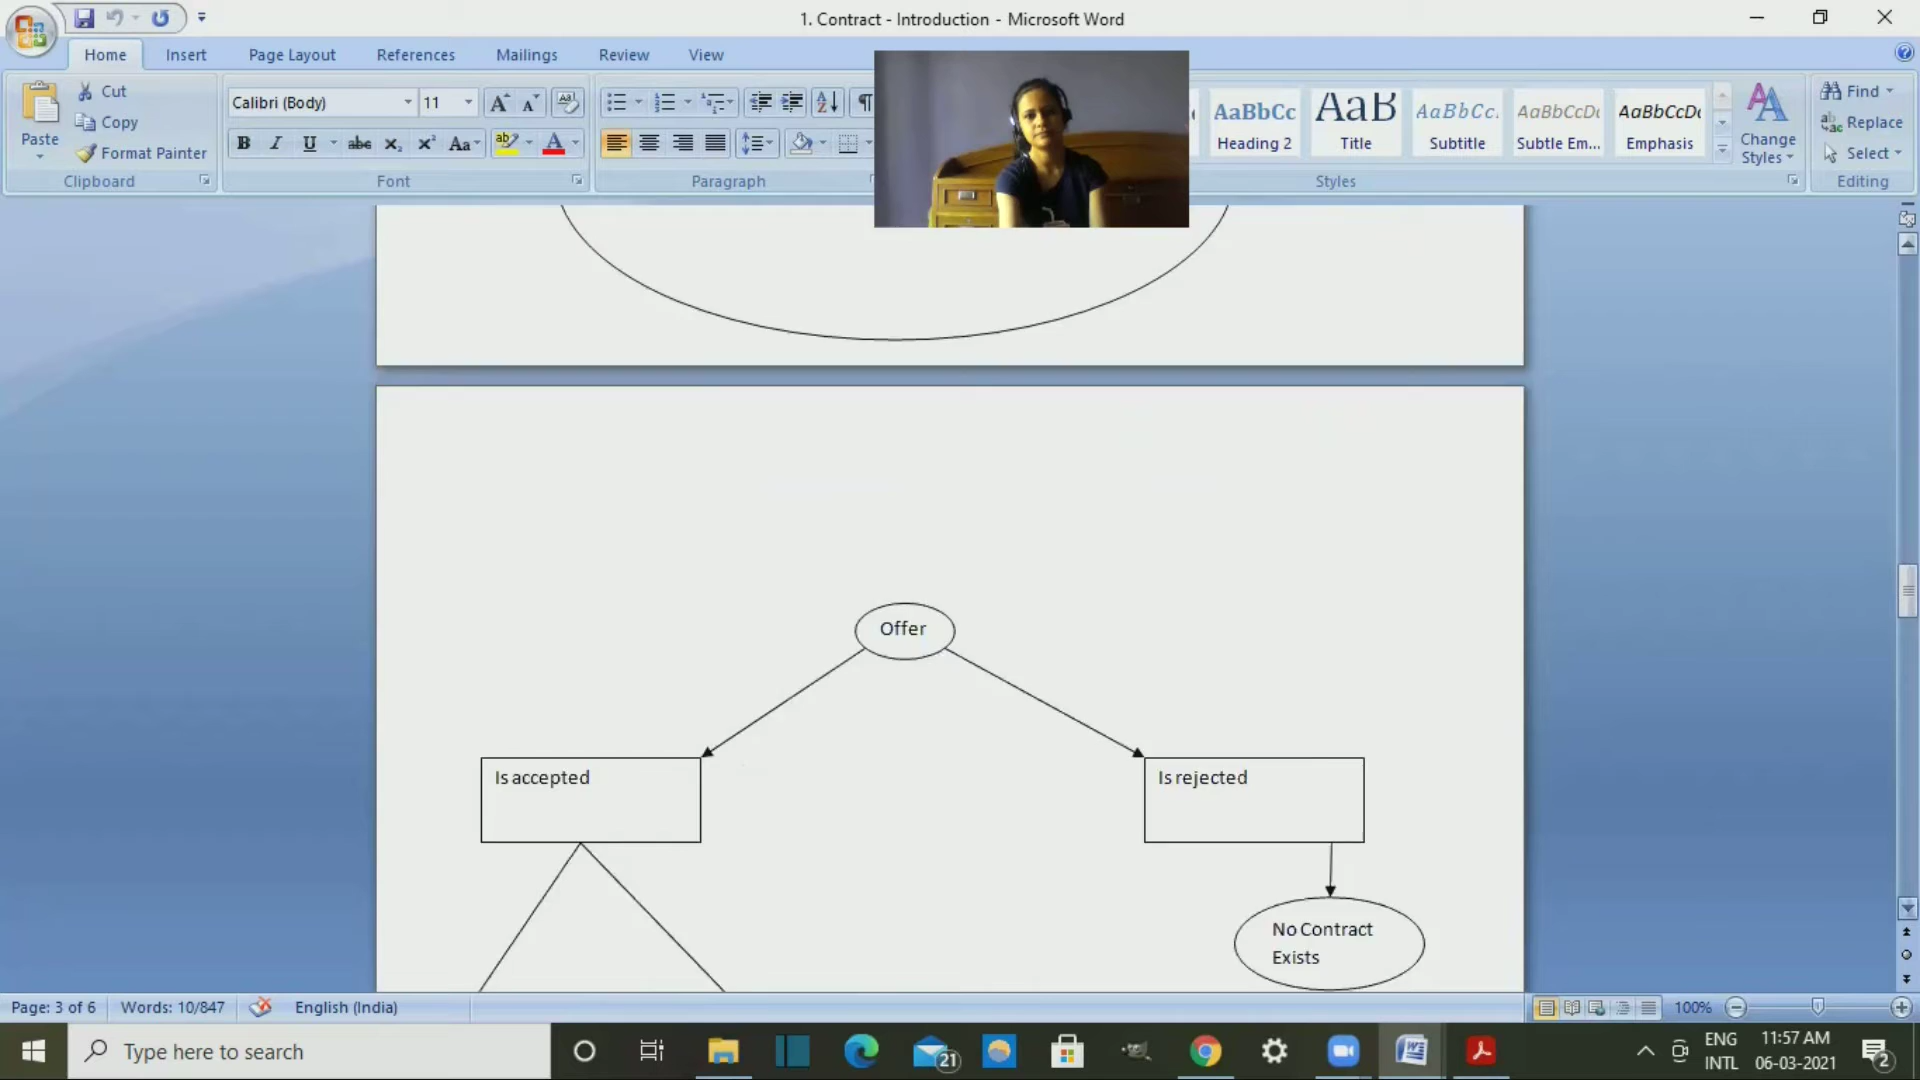 1. Contract - Introduction - Microsoft Word
Home Insert Page Layout References Mailings Review View
Paste
Cut
Copy
Format Painter
Clipboard
Calibri (Body) 11
Font
Paragraph
AaBbCc Heading 2
AaB Title
AaBbCc. Subtitle
AaBbCcDc Subtle Em...
AaBbCcDc Emphasis
Change
Styles
Styles
Find
Replace
Select
Editing
Offer
Is accepted
Is rejected
No Contract
Exists
Page: 3 of 6 Words: 10/847 English (India) 100%
Type here to search
21
ENG
INTL
11:57 AM
06-03-2021
2